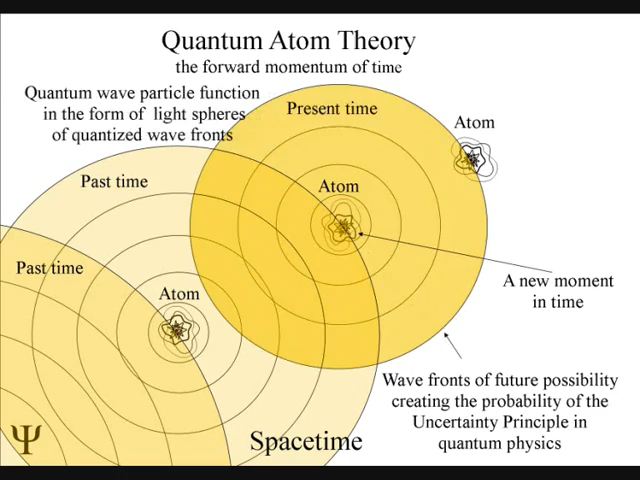 Quantum Atom Theory
the forward momentum of time
Quantum wave particle function
in the form of light spheres
of quantized wave fronts
Present time
Atom
Past time
Atom
Past time
Atom
A new moment
in time
Wave fronts of future possibility
creating the probability of the
Uncertainty Principle in
quantum physics
Spacetime
Ψ